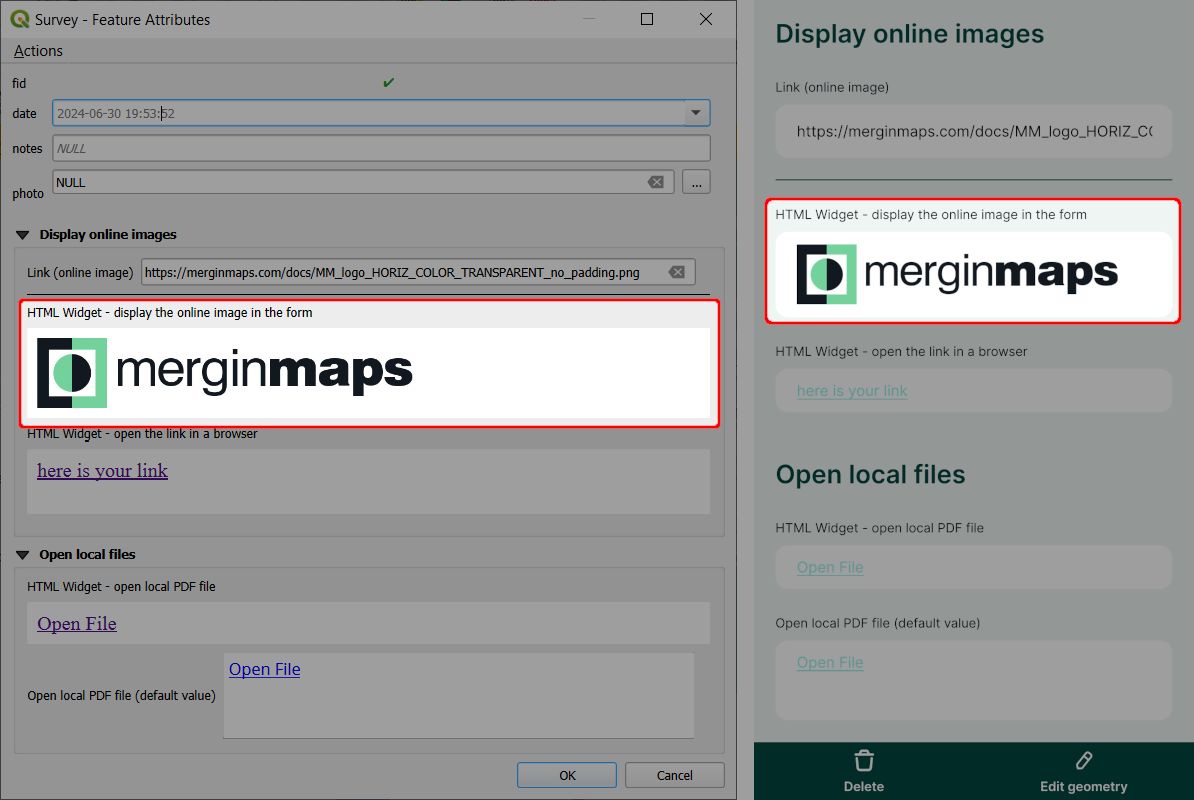 Survey - Feature Attributes
Actions
fid
date
2024-06-30 19:53:52
notes
NULL
photo
NULL
...
Display online images
Link (online image)
https://merginmaps.com/docs/MM_logo_HORIZ_COLOR_TRANSPARENT_no_padding.png
HTML Widget - display the online image in the form
merginmaps
HTML Widget - open the link in a browser
here is your link
Open local files
HTML Widget - open local PDF file
Open File
Open File
Open local PDF file (default value)
OK
Cancel
Display online images
Link (online image)
https://merginmaps.com/docs/MM_logo_HORIZ_CO
HTML Widget - display the online image in the form
merginmaps
HTML Widget - open the link in a browser
here is your link
Open local files
HTML Widget - open local PDF file
Open File
Open local PDF file (default value)
Open File
Delete
Edit geometry